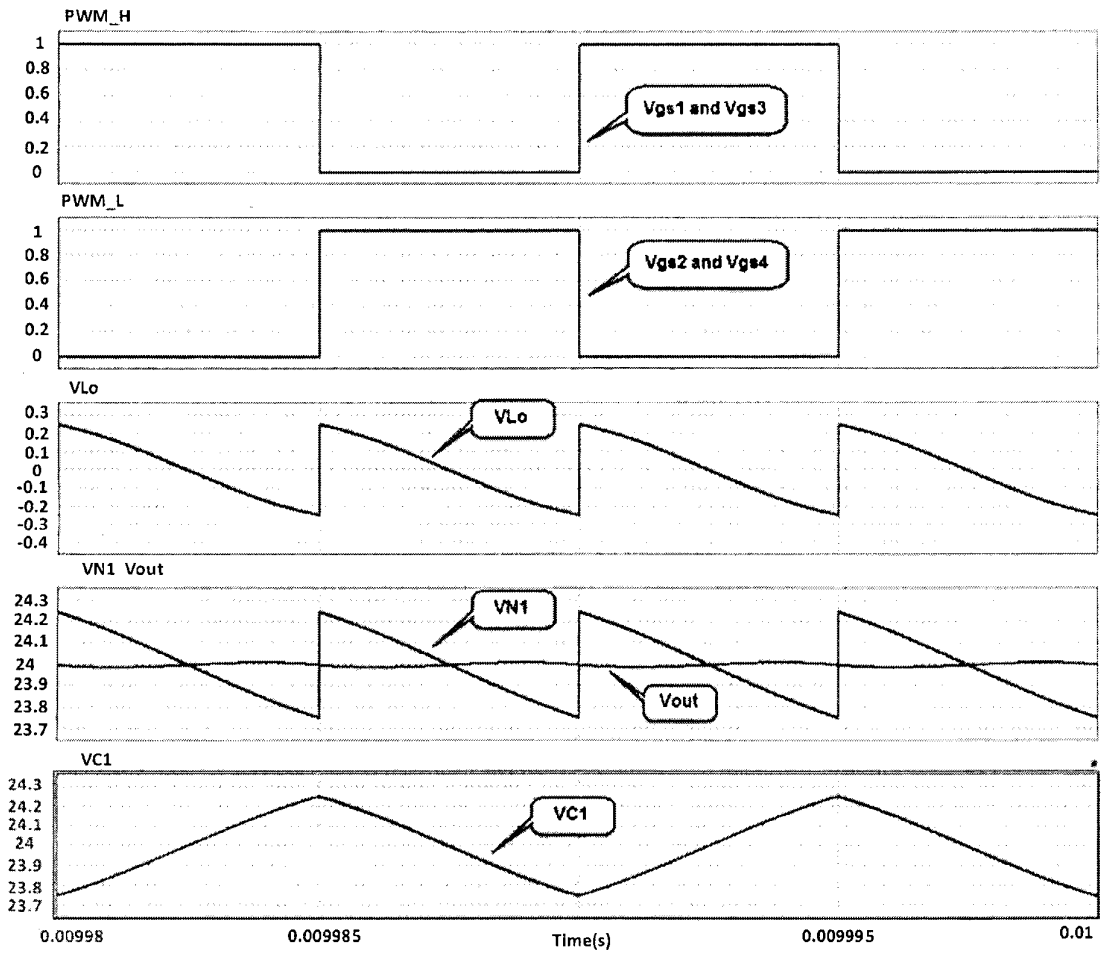 PWM_H
1
0.8
0.6
0.4
0.2
0
Vgs1 and Vgs3
PWM_L
1
0.8
0.6
0.4
0.2
0
Vgs2 and Vgs4
VLo
0.3
0.2
0.1
0
-0.1
-0.2
-0.3
-0.4
VLo
VN1 Vout
24.3
24.2
24.1
24
23.9
23.8
23.7
VN1
Vout
VC1
24.3
24.2
24.1
24
23.9
23.8
23.7
VC1
0.00998 0.009985 Time(s) 0.009995 0.01